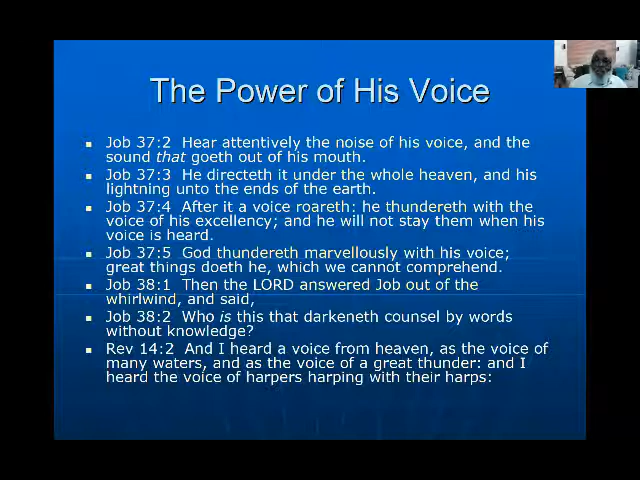 The Power of His Voice
Job 37:2 Hear attentively the noise of his voice, and the
sound that goeth out of his mouth.
Job 37:3 He directeth it under the whole heaven, and his
lightning unto the ends of the earth.
Job 37:4 After it a voice roareth: he thundereth with the
voice of his excellency; and he will not stay them when his
voice is heard.
Job 37:5 God thundereth marvellously with his voice;
great things doeth he, which we cannot comprehend.
Job 38:1 Then the LORD answered Job out of the
whirlwind, and said,
Job 38:2 Who is this that darkeneth counsel by words
without knowledge?
Rev 14:2 And I heard a voice from heaven, as the voice of
many waters, and as the voice of a great thunder: and I
heard the voice of harpers harping with their harps: